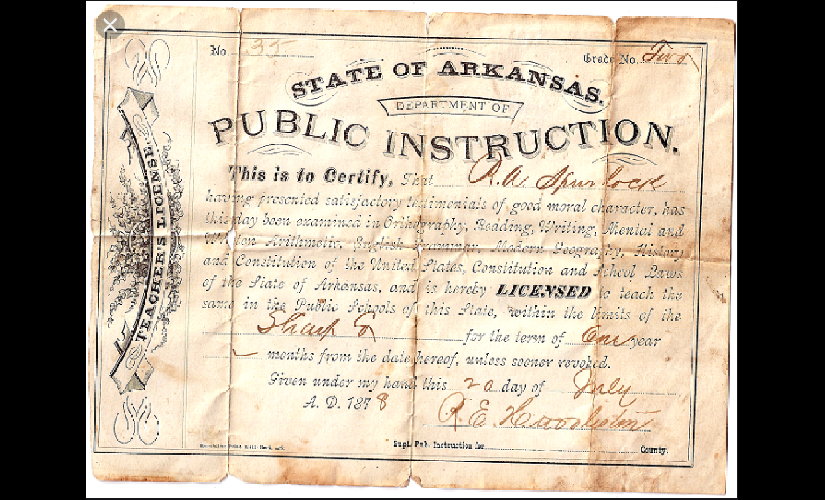 No. 35 Grade No. Two
STATE OF ARKANSAS.
DEPARTMENT OF
PUBLIC INSTRUCTION.
TEACHER'S LICENSE.
This is to Certify, That R. A. Spurlock
having presented satisfactory testimonials of good moral character, has
this day been examined in Orthography, Reading, Writing, Mental and
Written Arithmetic, English Grammar, Modern Geography, History
and Constitution of the United States, Constitution and School Laws
of the State of Arkansas, and is hereby LICENSED to teach the
same in the Public Schools of this State, within the limits of the
Sharp Co for the term of One year
months from the date hereof, unless sooner revoked.
Given under my hand this 20 day of July
A. D. 1878
E
Supt. Pub. Instruction for County.